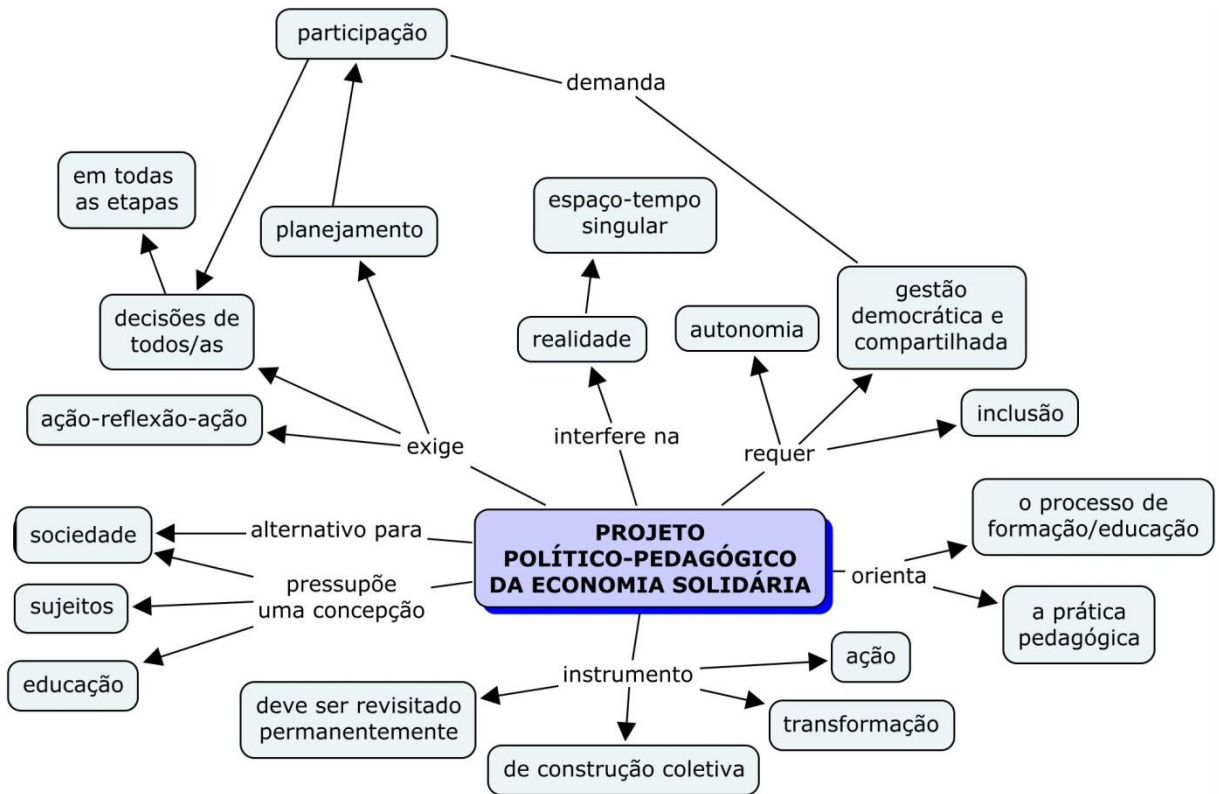 participação
demanda
em todas
as etapas
planejamento
espaço-tempo
singular
decisões de
todos/as
realidade
autonomia
gestão
democrática e
compartilhada
ação-reflexão-ação
exige
interfere na
requer
inclusão
sociedade
alternativo para
PROJETO
POLÍTICO-PEDAGÓGICO
DA ECONOMIA SOLIDÁRIA
o processo de
formação/educação
orienta
sujeitos
pressupõe
uma concepção
a prática
pedagógica
educação
instrumento
ação
deve ser revisitado
permanentemente
transformação
de construção coletiva